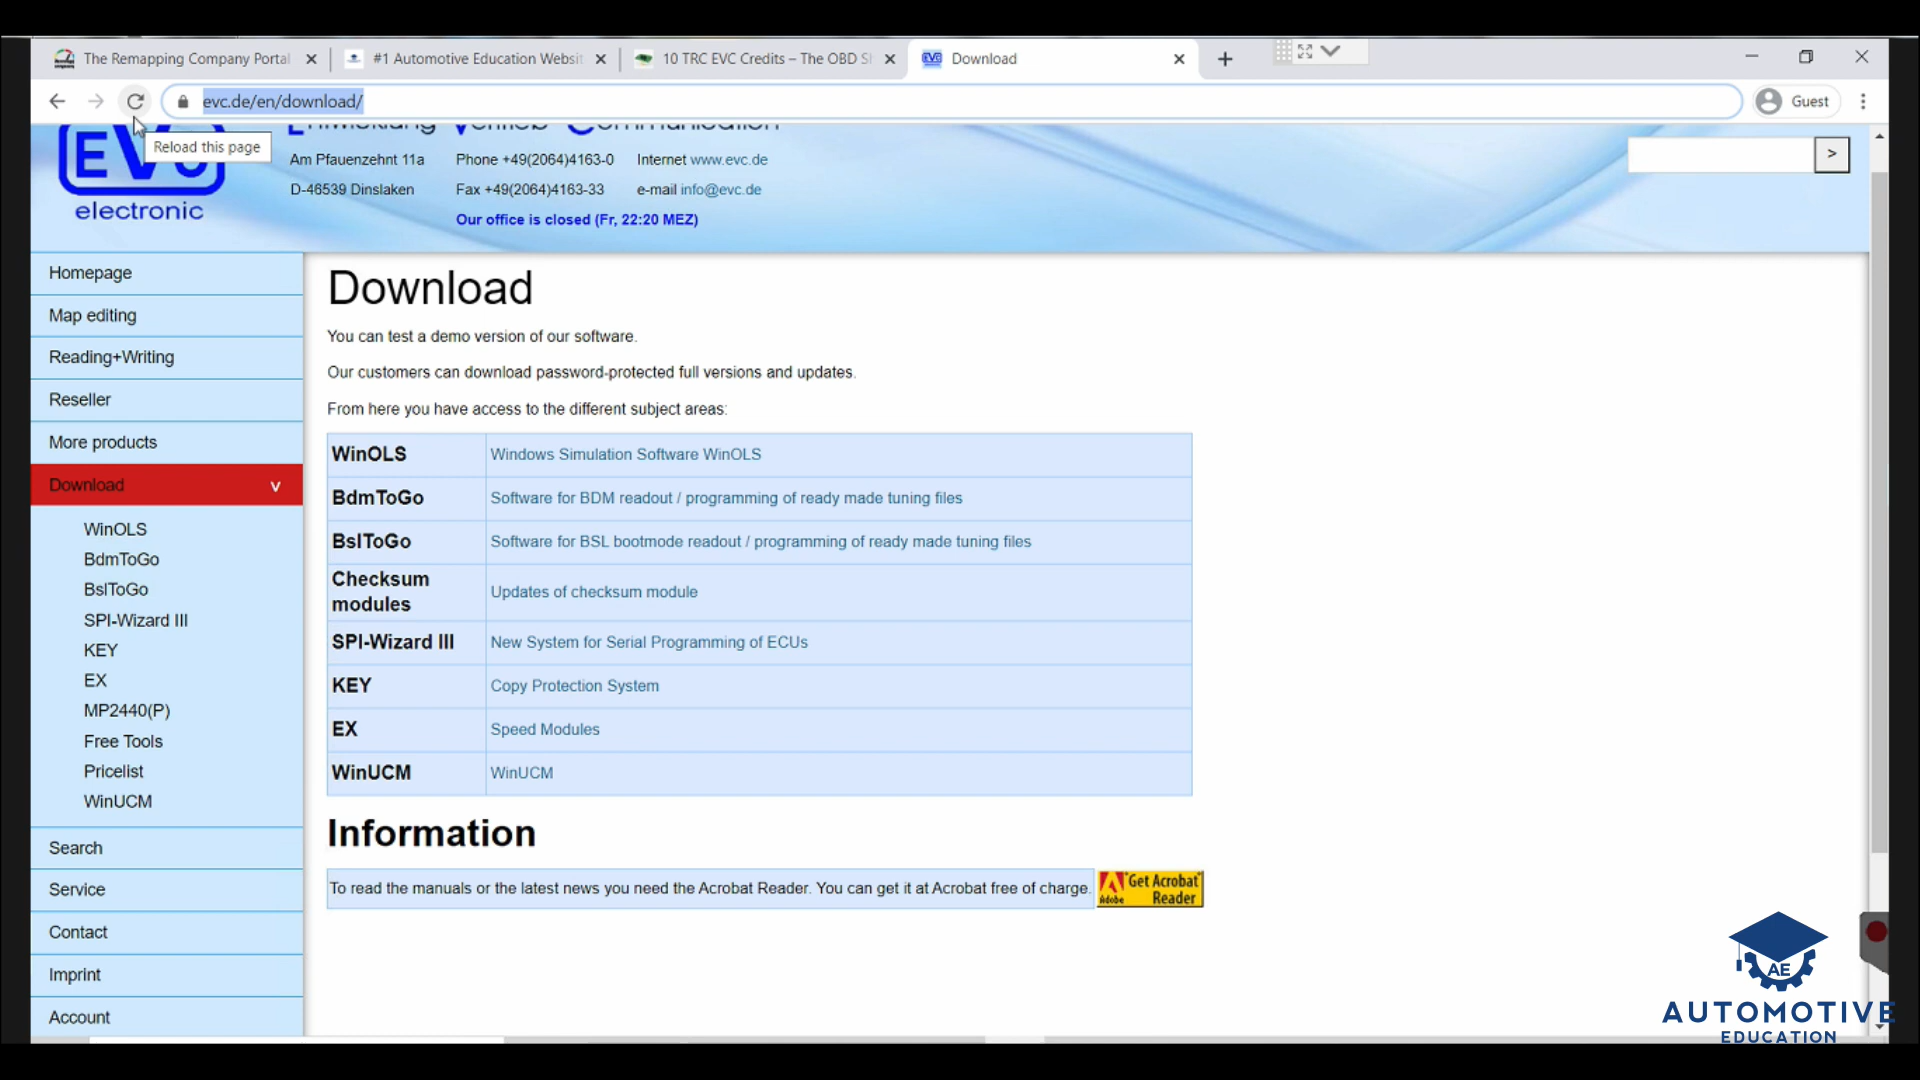 The Remapping Company Portal
#1 Automotive Education Websit
10 TRC EVC Credits – The OBD S
Download
evc.de/en/download/
Guest
Reload this page
EVC
electronic
Entwicklung Vertrieb Communication
Am Pfauenzehnt 11a Phone +49(2064)4163-0 Internet www.evc.de
D-46539 Dinslaken Fax +49(2064)4163-33 e-mail info@evc.de
Our office is closed (Fr, 22:20 MEZ)
>
Homepage
Map editing
Reading+Writing
Reseller
More products
Download v
WinOLS
BdmToGo
BslToGo
SPI-Wizard III
KEY
EX
MP2440(P)
Free Tools
Pricelist
WinUCM
Search
Service
Contact
Imprint
Account
Download
You can test a demo version of our software.
Our customers can download password-protected full versions and updates.
From here you have access to the different subject areas:
WinOLS Windows Simulation Software WinOLS
BdmToGo Software for BDM readout / programming of ready made tuning files
BslToGo Software for BSL bootmode readout / programming of ready made tuning files
Checksum
modules Updates of checksum module
SPI-Wizard III New System for Serial Programming of ECUs
KEY Copy Protection System
EX Speed Modules
WinUCM WinUCM
Information
To read the manuals or the latest news you need the Acrobat Reader. You can get it at Acrobat free of charge.
Get Acrobat
Adobe Reader
AE
AUTOMOTIVE
EDUCATION